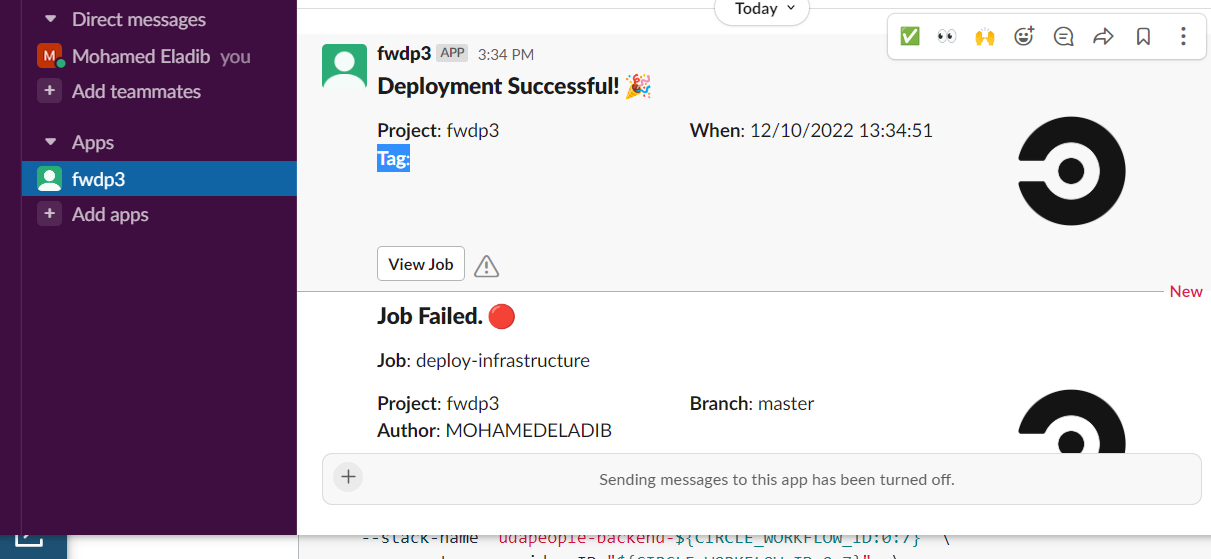 Direct messages
Today
M Mohamed Eladib you
Add teammates
Apps
fwdp3
Add apps
fwdp3 APP 3:34 PM
Deployment Successful! 🎉
Project: fwdp3
When: 12/10/2022 13:34:51
Tag:
View Job
New
Job Failed. 🔴
Job: deploy-infrastructure
Project: fwdp3
Branch: master
Author: MOHAMEDELADIB
Sending messages to this app has been turned off.
--stack-name "udapeople-backend-${CIRCLE_WORKFLOW_ID:0:7}" \